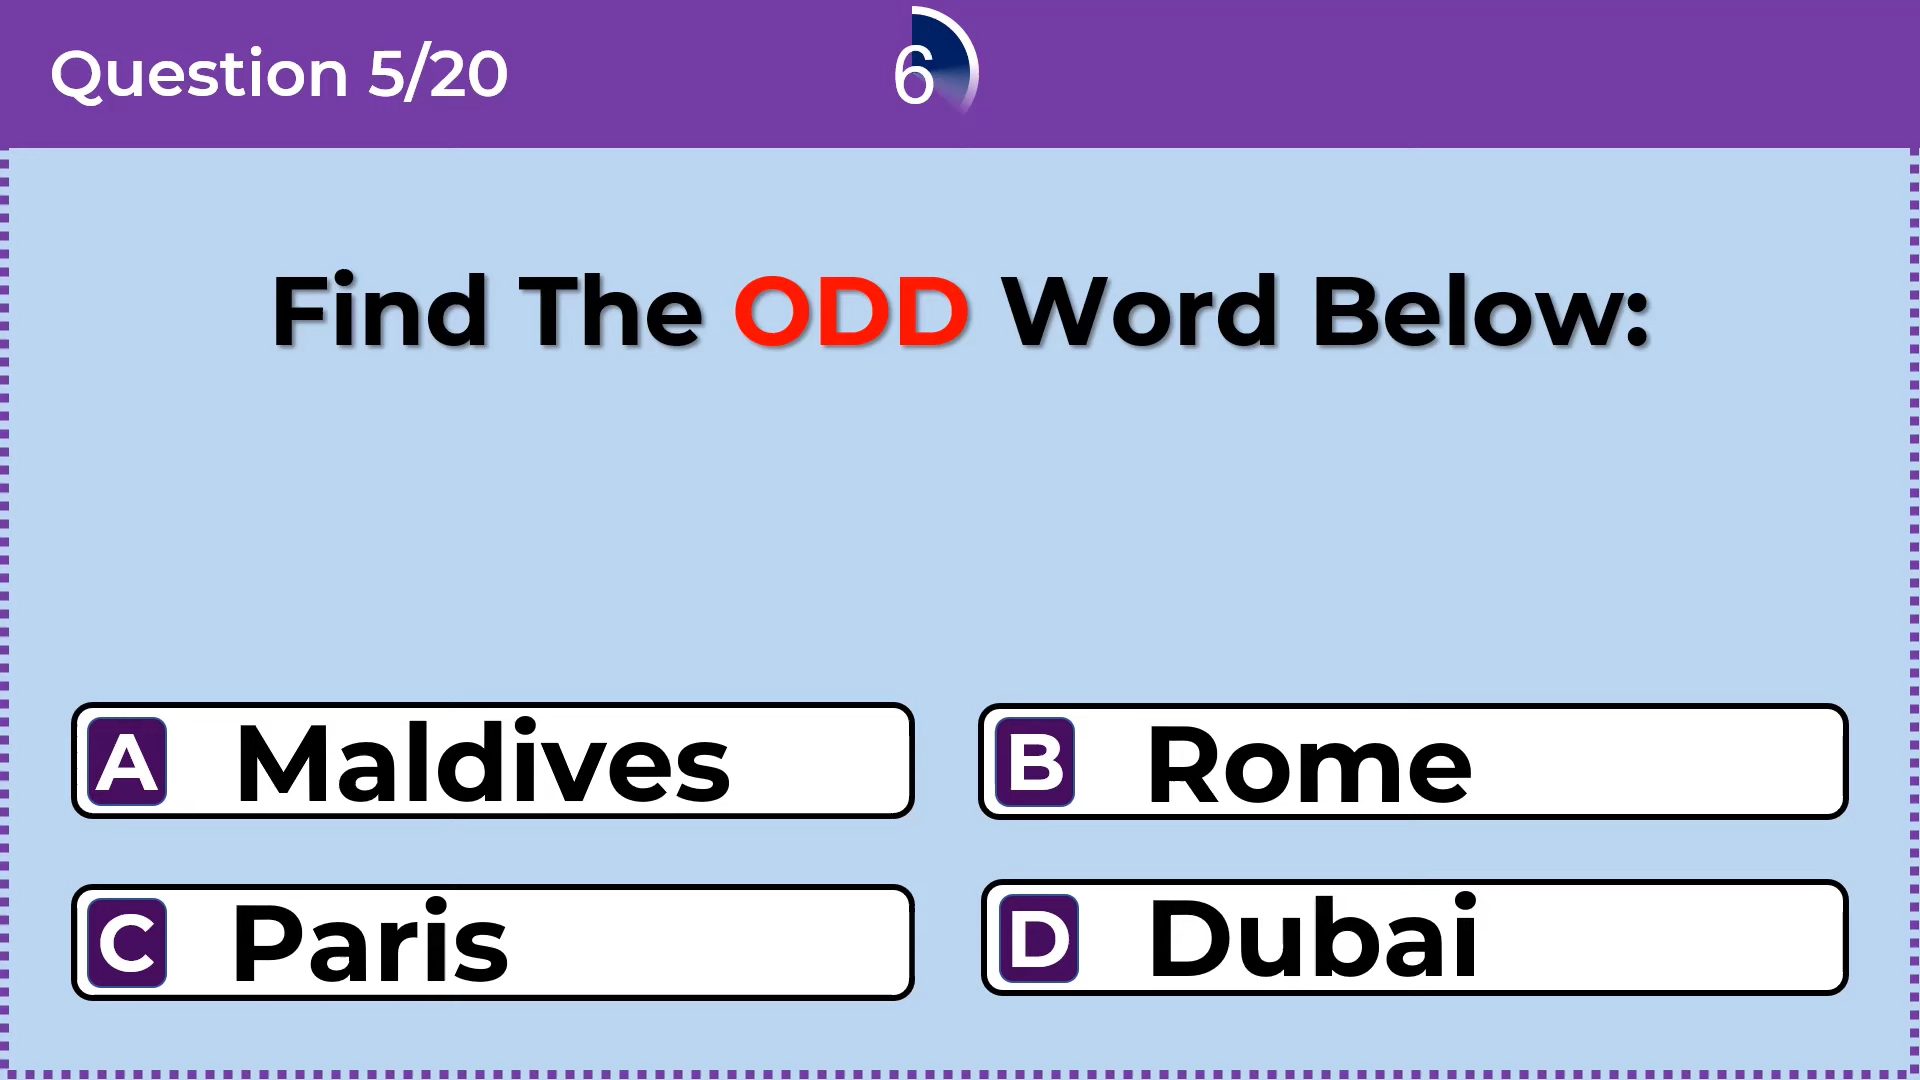 Question 5/20
6
Find The ODD Word Below:
A Maldives
B Rome
C Paris
D Dubai